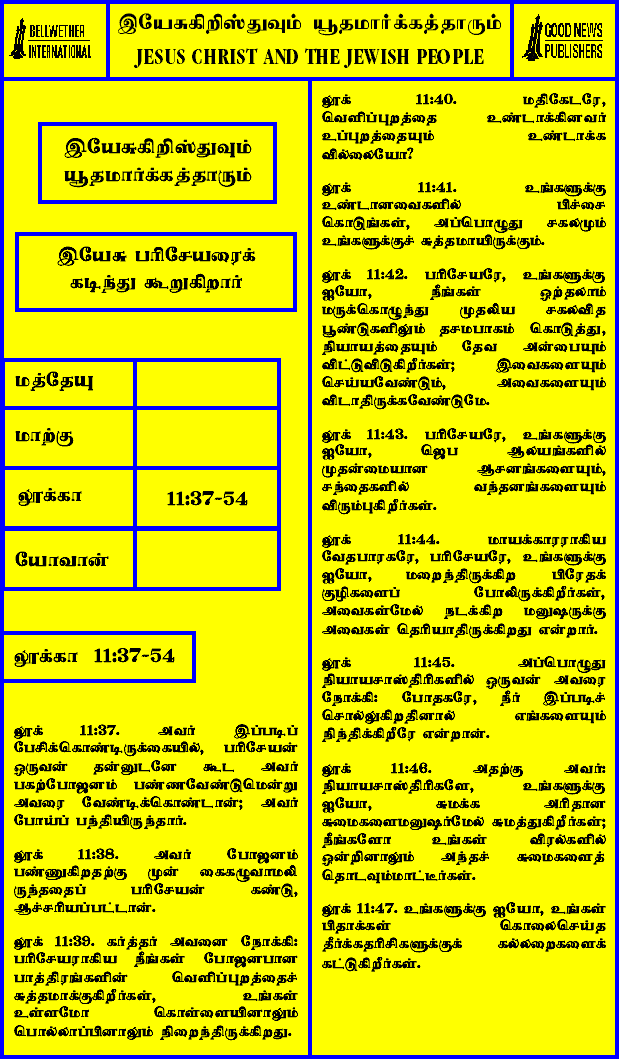 BELLWETHER
INTERNATIONAL
இயேசுகிறிஸ்துவும் யூதமார்க்கத்தாரும்
JESUS CHRIST AND THE JEWISH PEOPLE
GOOD NEWS
PUBLISHERS
இயேசுகிறிஸ்துவும்
யூதமார்க்கத்தாரும்
இயேசு பரிசேயரைக்
கடிந்து கூறுகிறார்
மத்தேயு
மாற்கு
லூக்கா 11:37-54
யோவான்
லூக்கா 11:37-54
லூக் 11:37. அவர் இப்படிப்
பேசிக்கொண்டிருக்கையில், பரிசேயன்
ஒருவன் தன்னுடனே கூட அவர்
பகற்போஜனம் பண்ணவேண்டுமென்று
அவரை வேண்டிக்கொண்டான்; அவர்
போய்ப் பந்தியிருந்தார்.
லூக் 11:38. அவர் போஜனம்
பண்ணுகிறதற்கு முன் கைகழுவாமலி
ருந்ததைப் பரிசேயன் கண்டு,
ஆச்சரியப்பட்டான்.
லூக் 11:39. கர்த்தர் அவனை நோக்கி:
பரிசேயராகிய நீங்கள் போஜனபான
பாத்திரங்களின் வெளிப்புறத்தைச்
சுத்தமாக்குகிறீர்கள், உங்கள்
உள்ளமோ கொள்ளையினாலும்
பொல்லாப்பினாலும் நிறைந்திருக்கிறது.
லூக் 11:40. மதிகேடரே,
வெளிப்புறத்தை உண்டாக்கினவர்
உட்புறத்தையும் உண்டாக்க
வில்லையோ?
லூக் 11:41. உங்களுக்கு
உண்டானவைகளில் பிச்சை
கொடுங்கள், அப்பொழுது சகலமும்
உங்களுக்குச் சுத்தமாயிருக்கும்.
லூக் 11:42. பரிசேயரே, உங்களுக்கு
ஐயோ, நீங்கள் ஒற்தலாம்
மருக்கொழுந்து முதலிய சகலவித
பூண்டுகளிலும் தசமபாகம் கொடுத்து,
நியாயத்தையும் தேவ அன்பையும்
விட்டுவிடுகிறீர்கள்; இவைகளையும்
செய்யவேண்டும், அவைகளையும்
விடாதிருக்கவேண்டுமே.
லூக் 11:43. பரிசேயரே, உங்களுக்கு
ஐயோ, ஜெப ஆலயங்களில்
முதன்மையான ஆசனங்களையும்,
சந்தைகளில் வந்தனங்களையும்
விரும்புகிறீர்கள்.
லூக் 11:44. மாயக்காரராகிய
வேதபாரகரே, பரிசேயரே, உங்களுக்கு
ஐயோ, மறைந்திருக்கிற பிரேதக்
குழிகளைப் போலிருக்கிறீர்கள்,
அவைகள்மேல் நடக்கிற மனுஷருக்கு
அவைகள் தெரியாதிருக்கிறது என்றார்.
லூக் 11:45. அப்பொழுது
நியாயசாஸ்திரிகளில் ஒருவன் அவரை
நோக்கி: போதகரே, நீர் இப்படிச்
சொல்லுகிறதினால் எங்களையும்
நிந்திக்கிறீரே என்றான்.
லூக் 11:46. அதற்கு அவர்:
நியாயசாஸ்திரிகளே, உங்களுக்கு
ஐயோ, சுமக்க அரிதான
சுமைகளைமனுஷர்மேல் சுமத்துகிறீர்கள்;
நீங்களோ உங்கள் விரல்களில்
ஒன்றினாலும் அந்தச் சுமைகளைத்
தொடவும்மாட்டீர்கள்.
லூக் 11:47. உங்களுக்கு ஐயோ, உங்கள்
பிதாக்கள் கொலைசெய்த
தீர்க்கதரிசிகளுக்குக் கல்லறைகளைக்
கட்டுகிறீர்கள்.